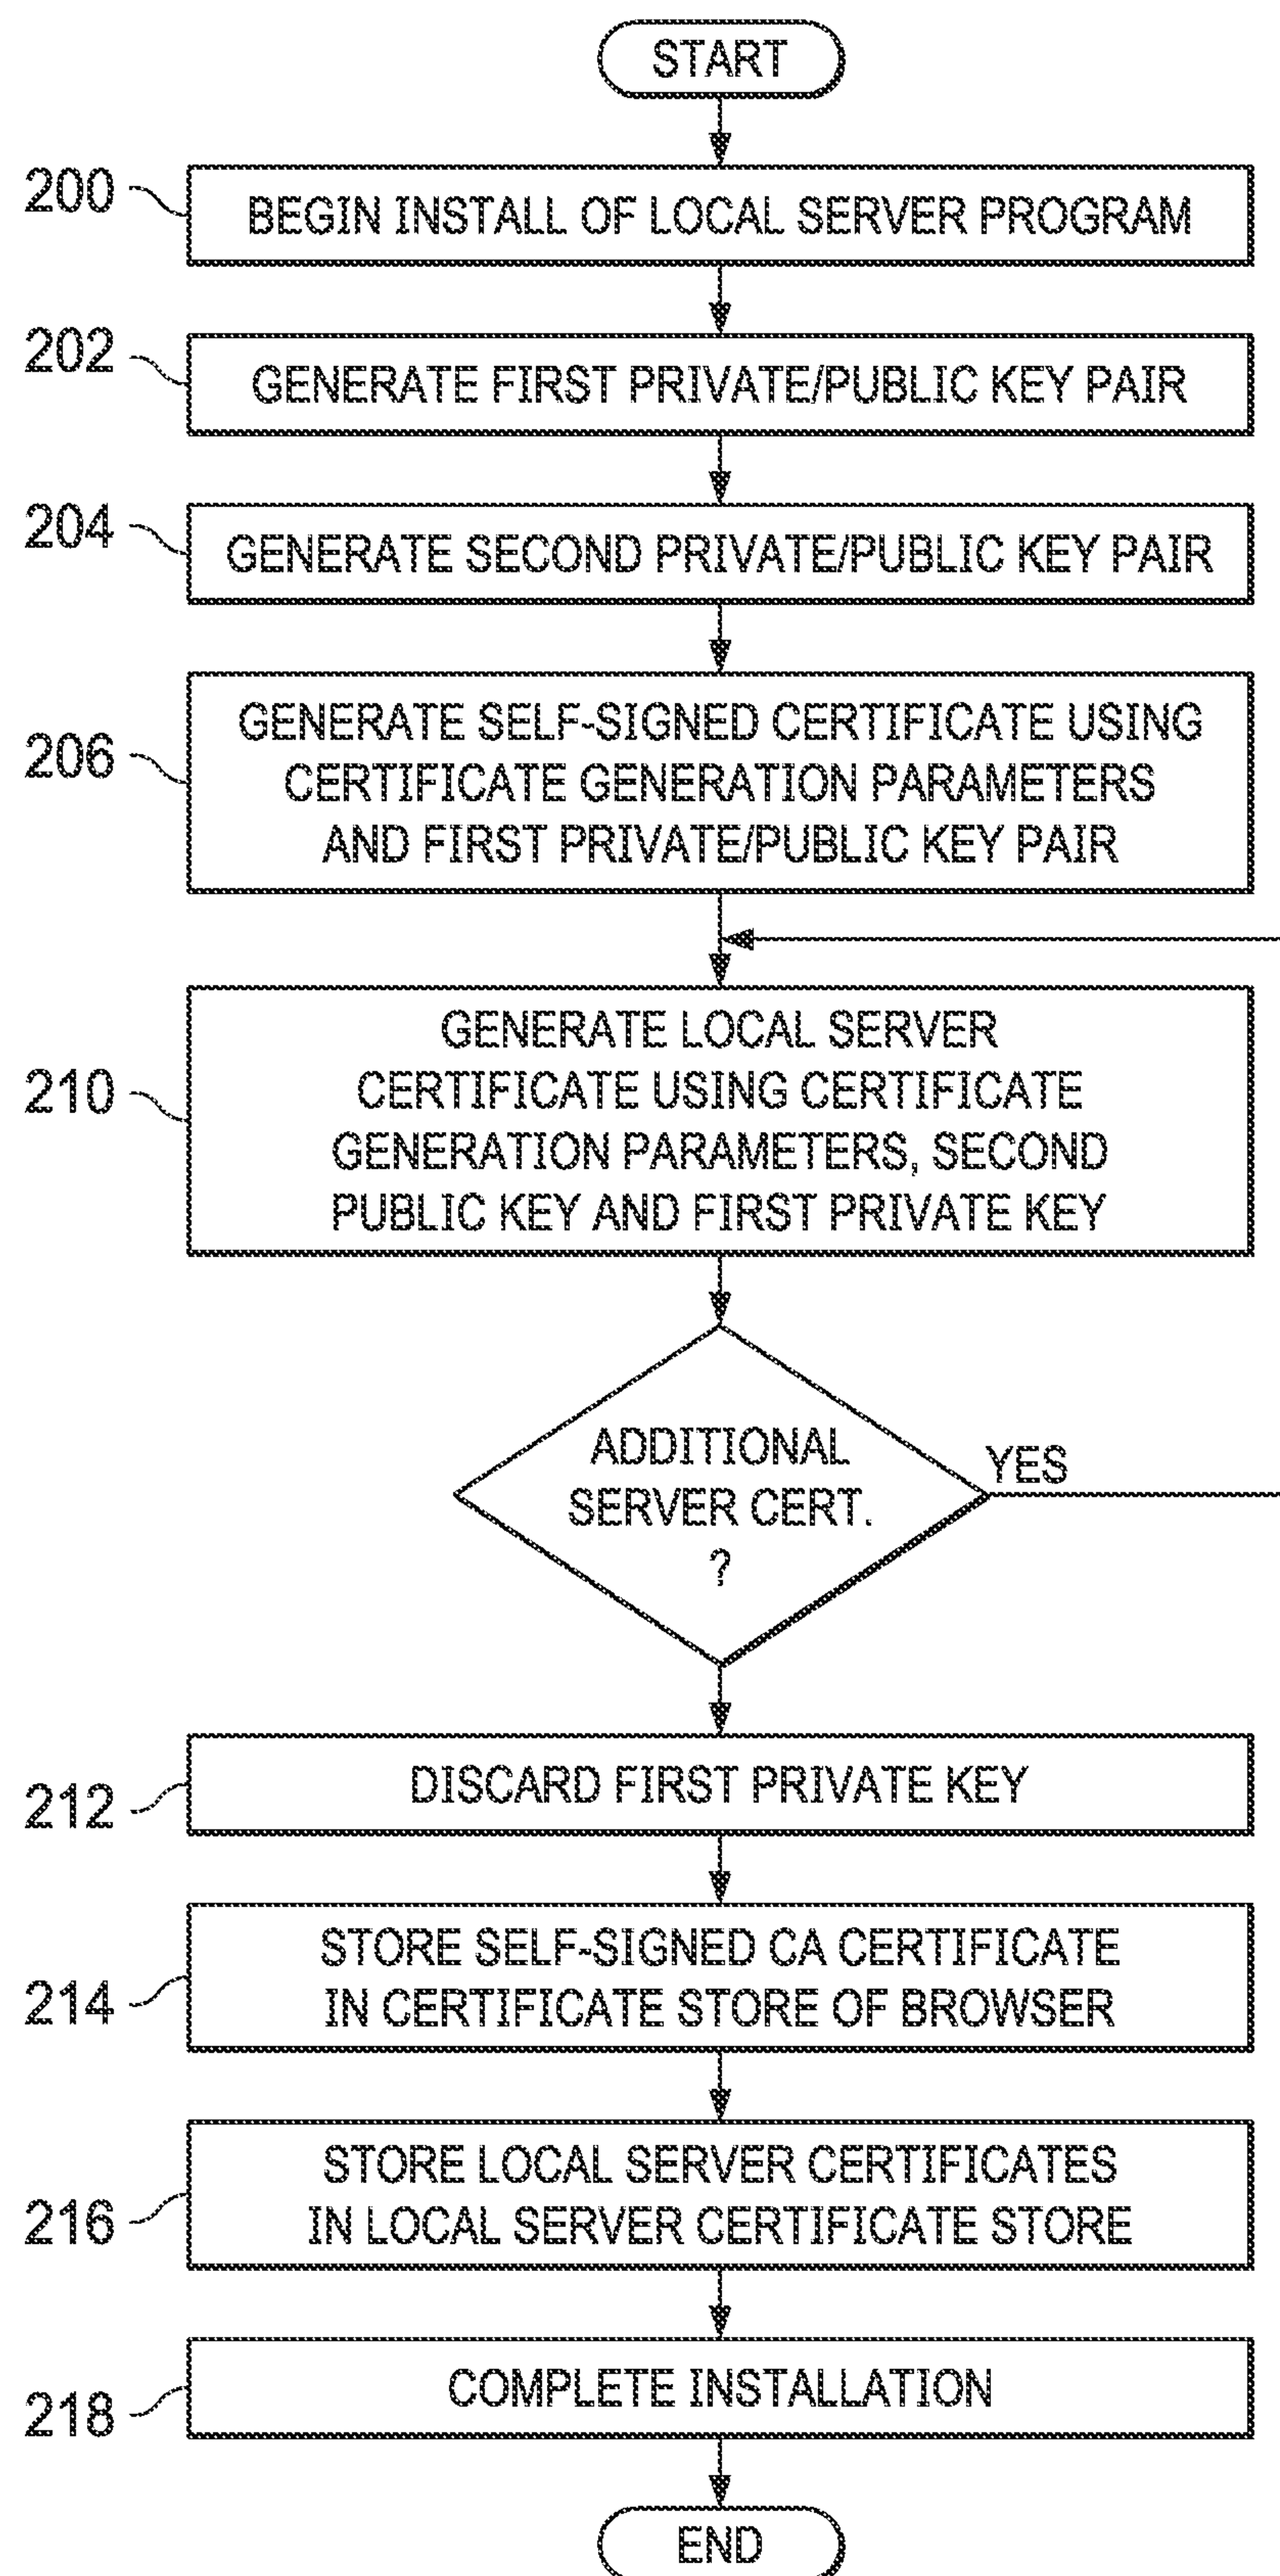 START
200
BEGIN INSTALL OF LOCAL SERVER PROGRAM
202
GENERATE FIRST PRIVATE/PUBLIC KEY PAIR
204
GENERATE SECOND PRIVATE/PUBLIC KEY PAIR
206
GENERATE SELF-SIGNED CERTIFICATE USING
CERTIFICATE GENERATION PARAMETERS
AND FIRST PRIVATE/PUBLIC KEY PAIR
210
GENERATE LOCAL SERVER
CERTIFICATE USING CERTIFICATE
GENERATION PARAMETERS, SECOND
PUBLIC KEY AND FIRST PRIVATE KEY
ADDITIONAL
SERVER CERT.
?
YES
212
DISCARD FIRST PRIVATE KEY
214
STORE SELF-SIGNED CA CERTIFICATE
IN CERTIFICATE STORE OF BROWSER
216
STORE LOCAL SERVER CERTIFICATES
IN LOCAL SERVER CERTIFICATE STORE
218
COMPLETE INSTALLATION
END